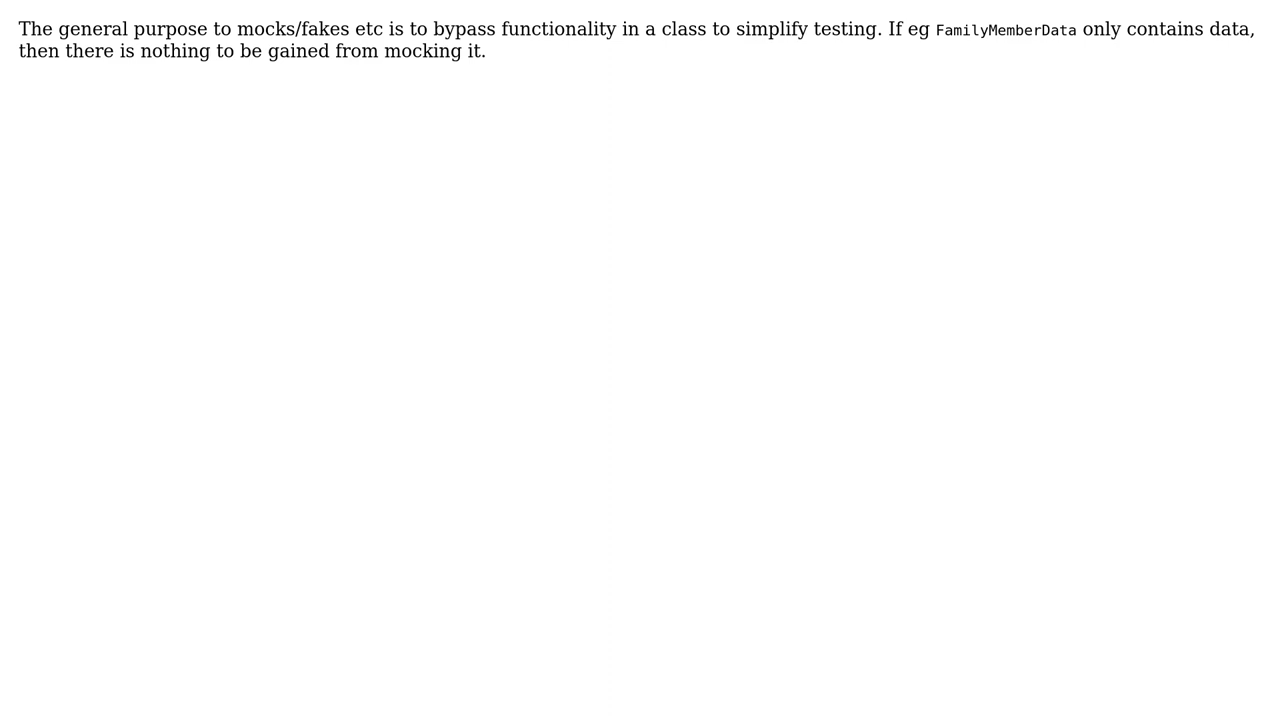 The general purpose to mocks/fakes etc is to bypass functionality in a class to simplify testing. If eg FamilyMemberData only contains data,
then there is nothing to be gained from mocking it.